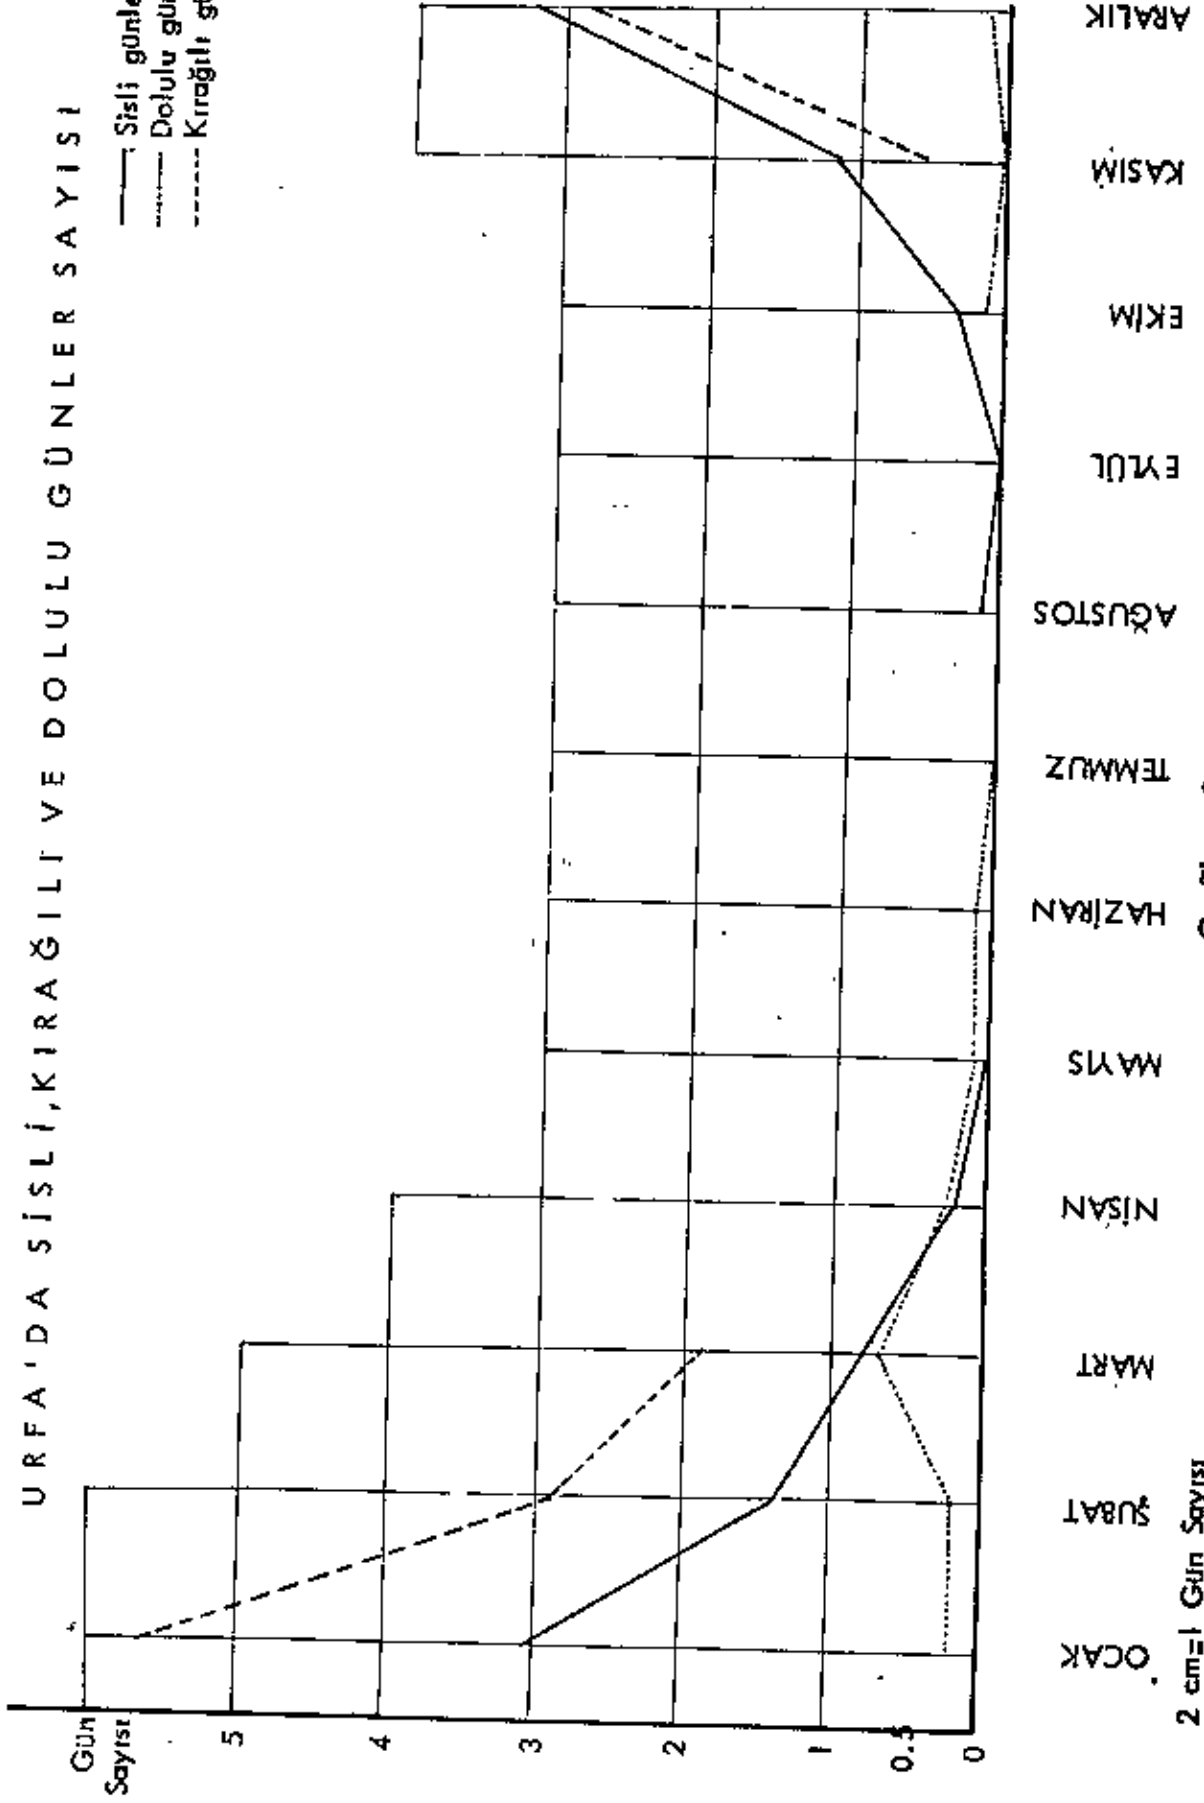 URFA'DA SİSLİ, KIRAĞILI VE DOLULU GÜNLER SAYISI
Sisli
Dolulu
Kırağılı
Gün
Sayısı
5
4
3
2
1
0.5
0
OCAK
ŞUBAT
MART
NİSAN
MAYIS
HAZİRAN
TEMMUZ
AĞUSTOS
EYLÜL
EKİM
KASIM
ARALIK
2 cm=1 Gün Sayısı